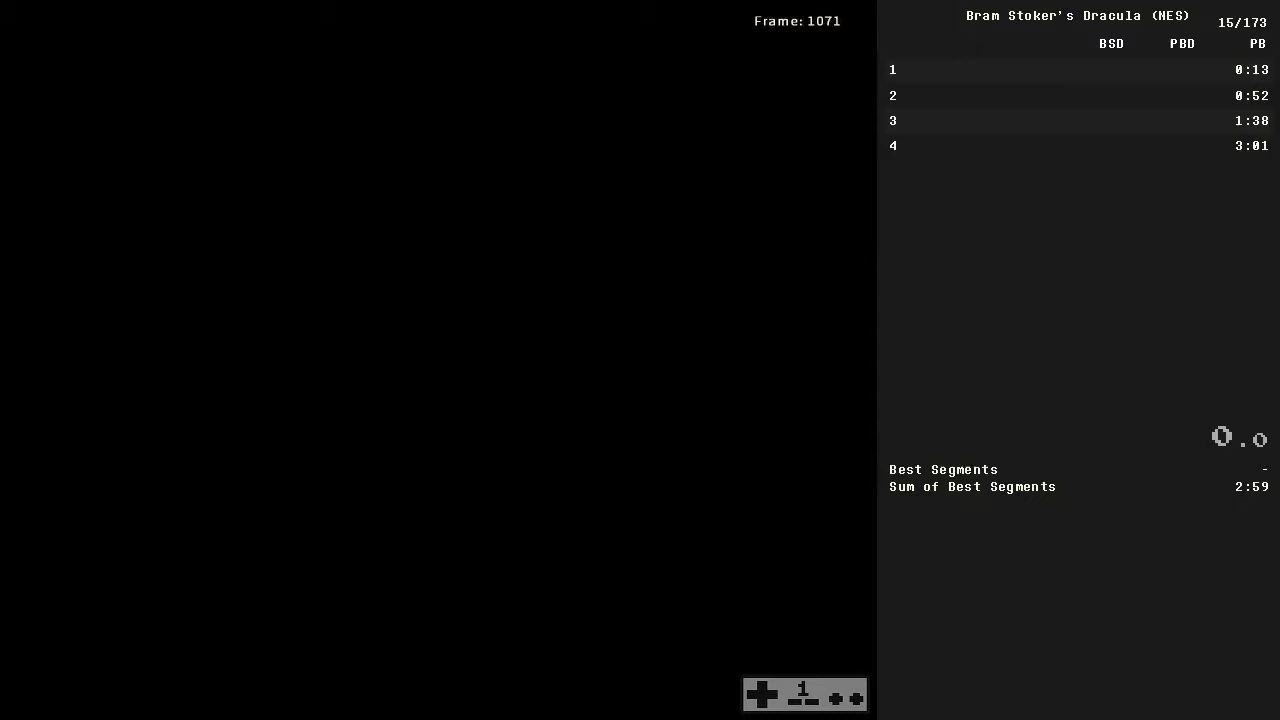 Frame: 1071
Bram Stoker's Dracula (NES)
15/173
BSD PBD PB
1 0:13
2 0:52
3 1:38
4 3:01
0.0
Best Segments -
Sum of Best Segments 2:59
1